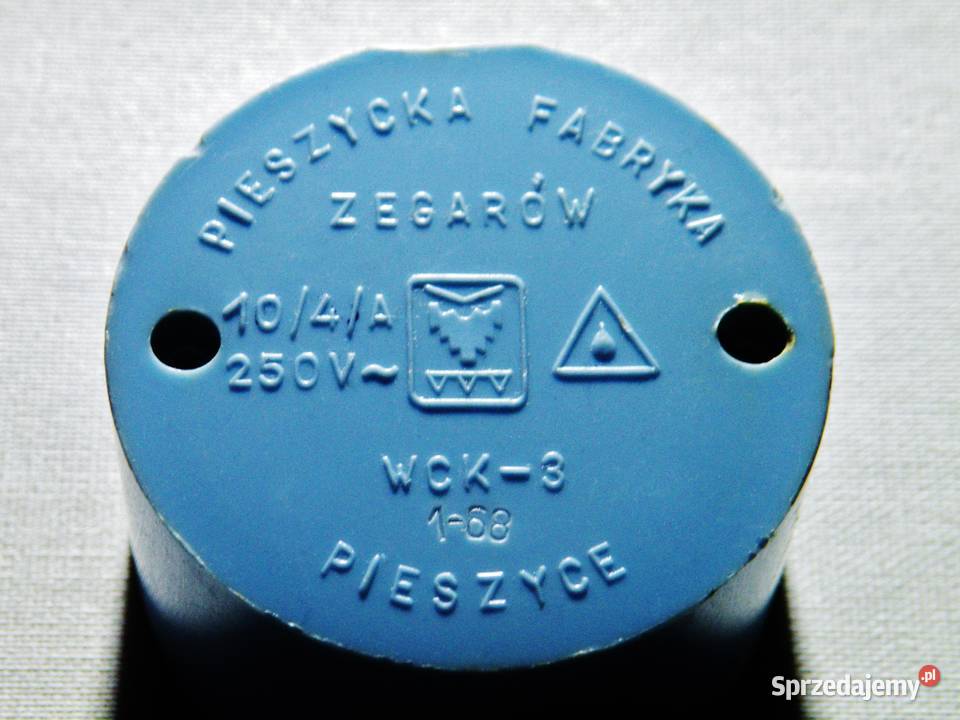 PIESZYCKA FABRYKA
ZEGARÓW
10/4/A
250V~
WCK-3
1-68
PIESZYCE
Sprzedajemy.pl